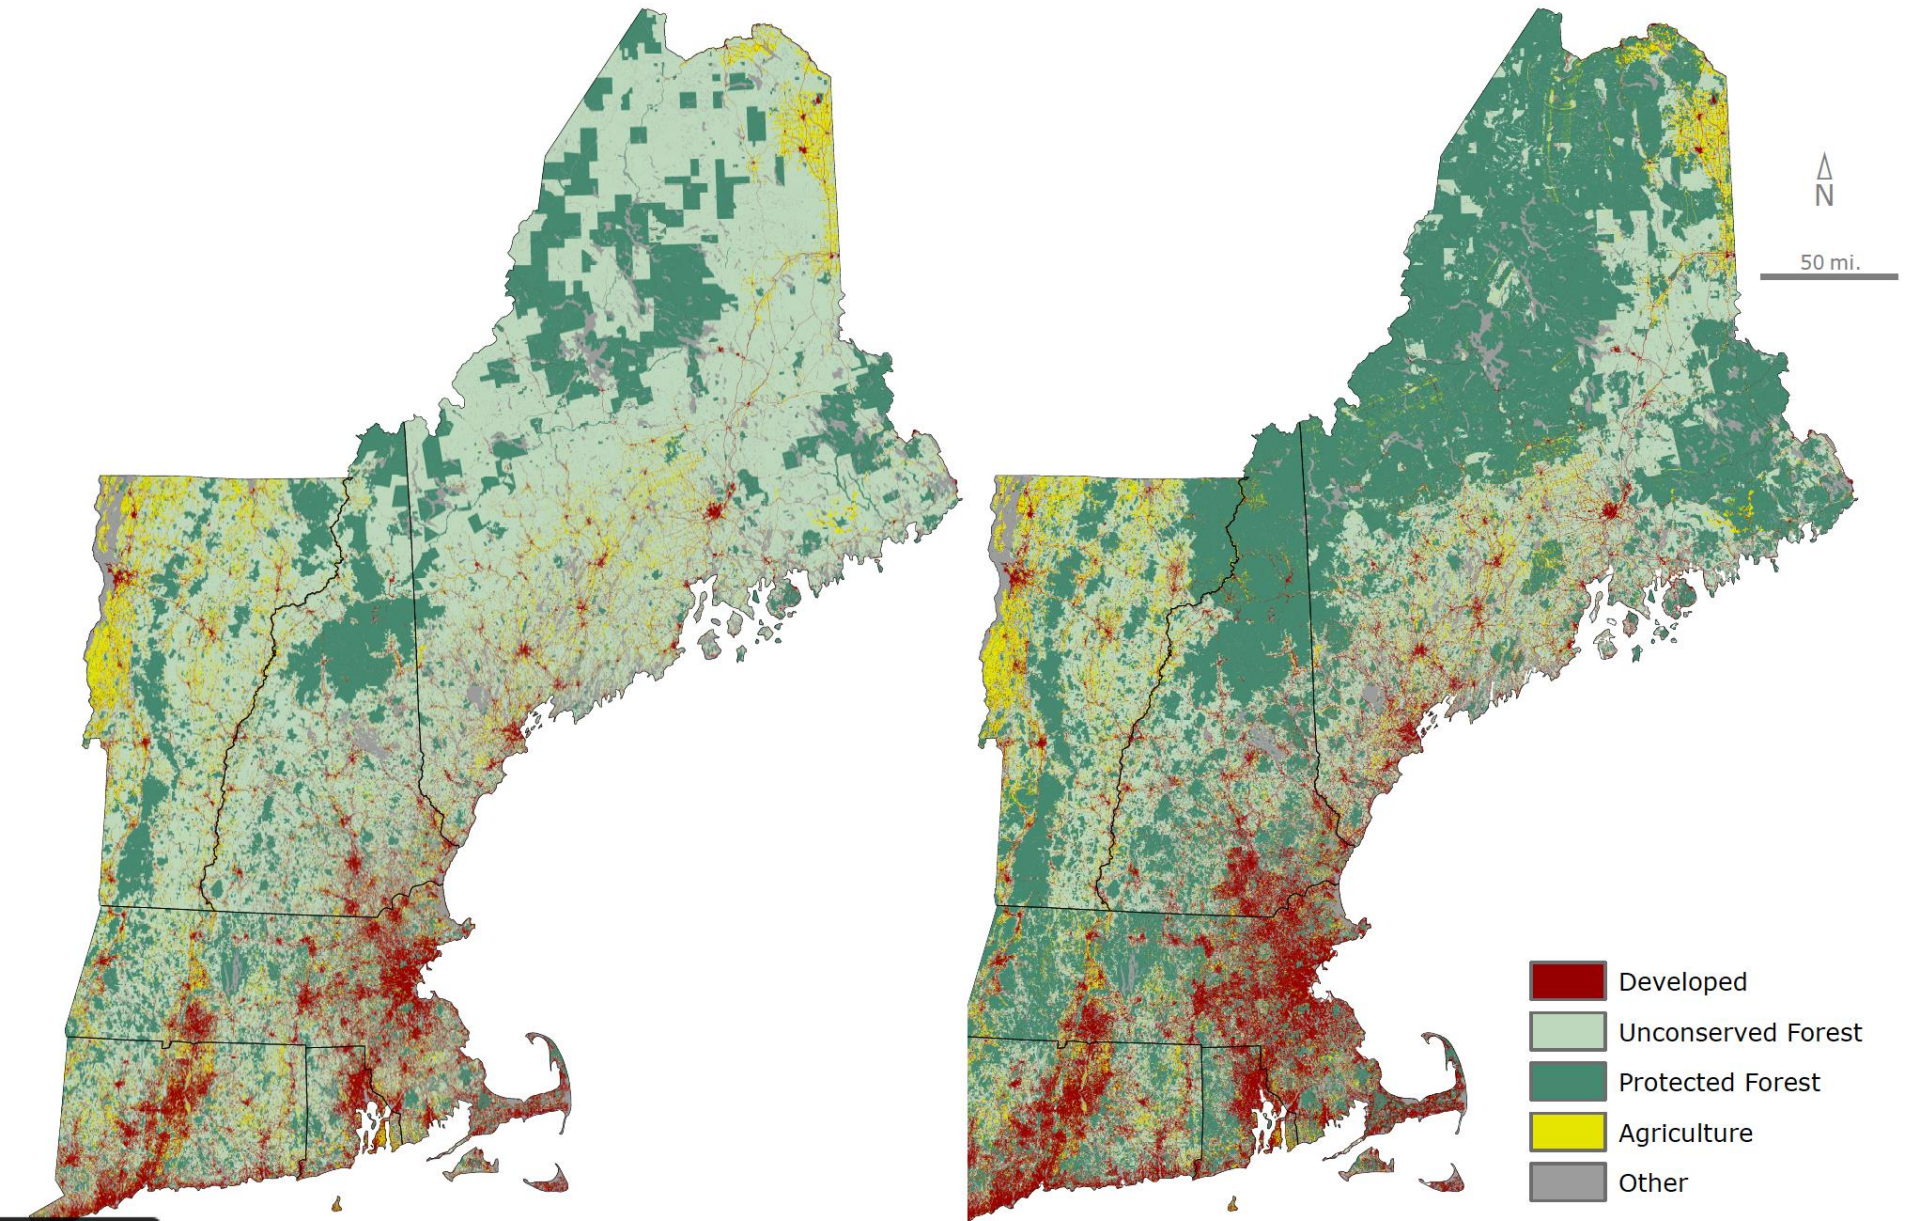 N
50 mi.
Developed
Unconserved Forest
Protected Forest
Agriculture
Other